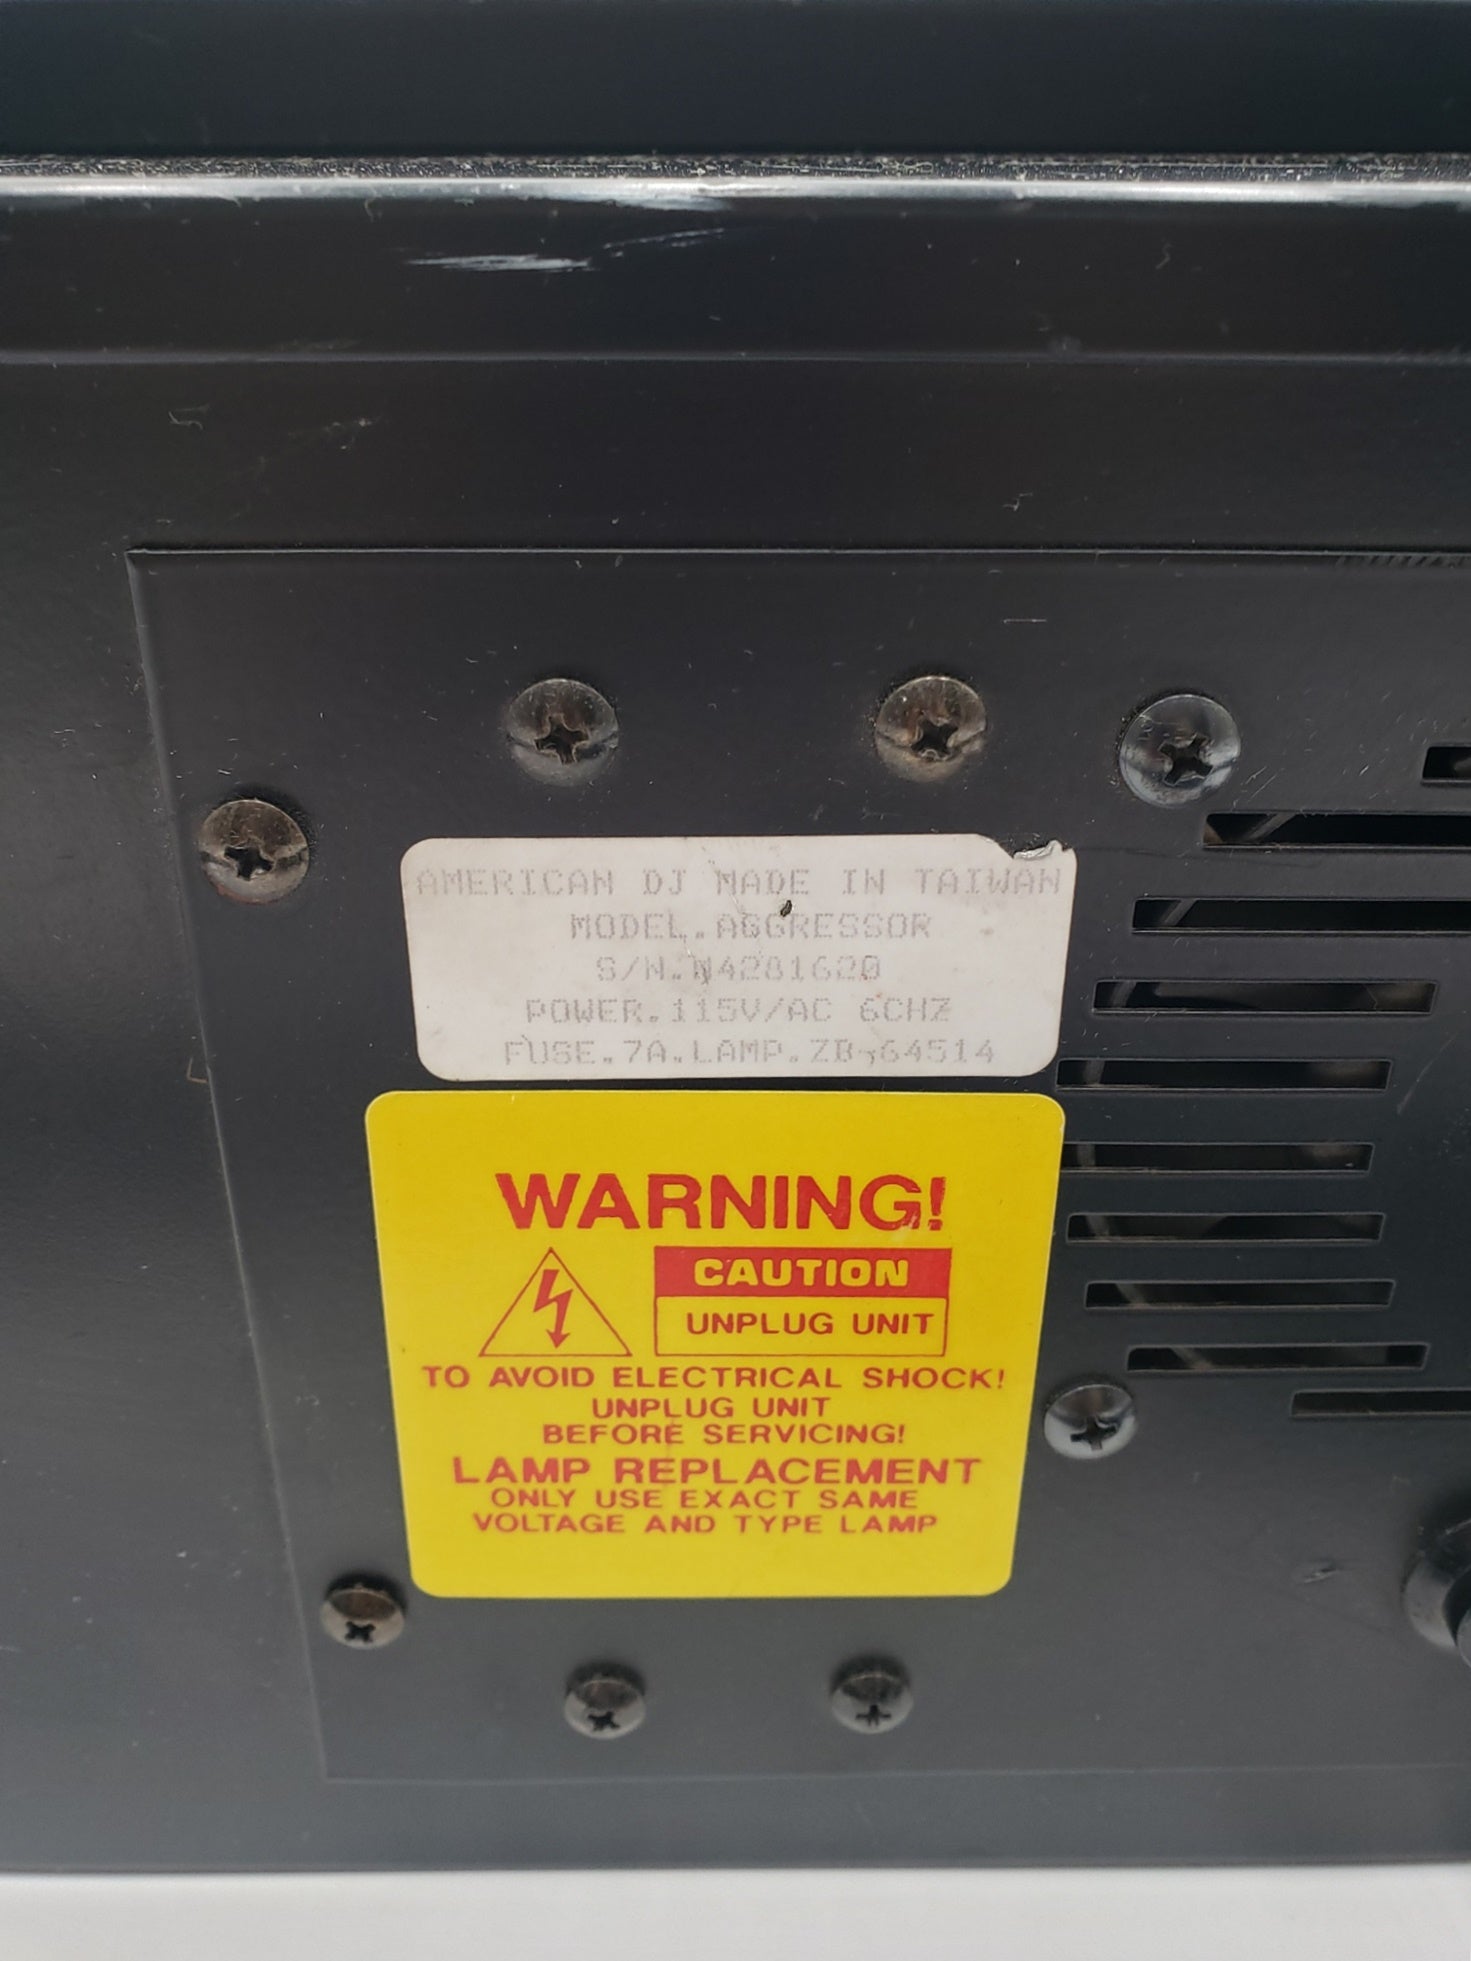 AMERICAN DJ MADE IN TAIWAN
MODEL.AGGRESSOR
S/N.N4281620
POWER.115V/AC 6CHZ
FUSE.7A.LAMP.ZB-64514
WARNING!
CAUTION
UNPLUG UNIT
TO AVOID ELECTRICAL SHOCK!
UNPLUG UNIT
BEFORE SERVICING!
LAMP REPLACEMENT
ONLY USE EXACT SAME
VOLTAGE AND TYPE LAMP